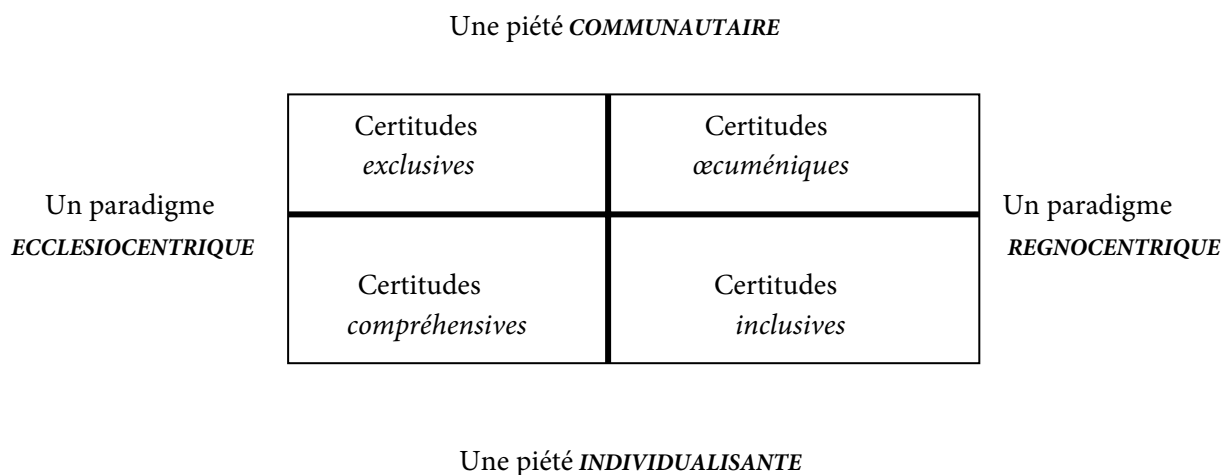 Une piété COMMUNAUTAIRE
Certitudes
exclusives
Certitudes
œcuméniques
Un paradigme
ECCLESIOCENTRIQUE
Un paradigme
REGNOCENTRIQUE
Certitudes
compréhensives
Certitudes
inclusives
Une piété INDIVIDUALISANTE